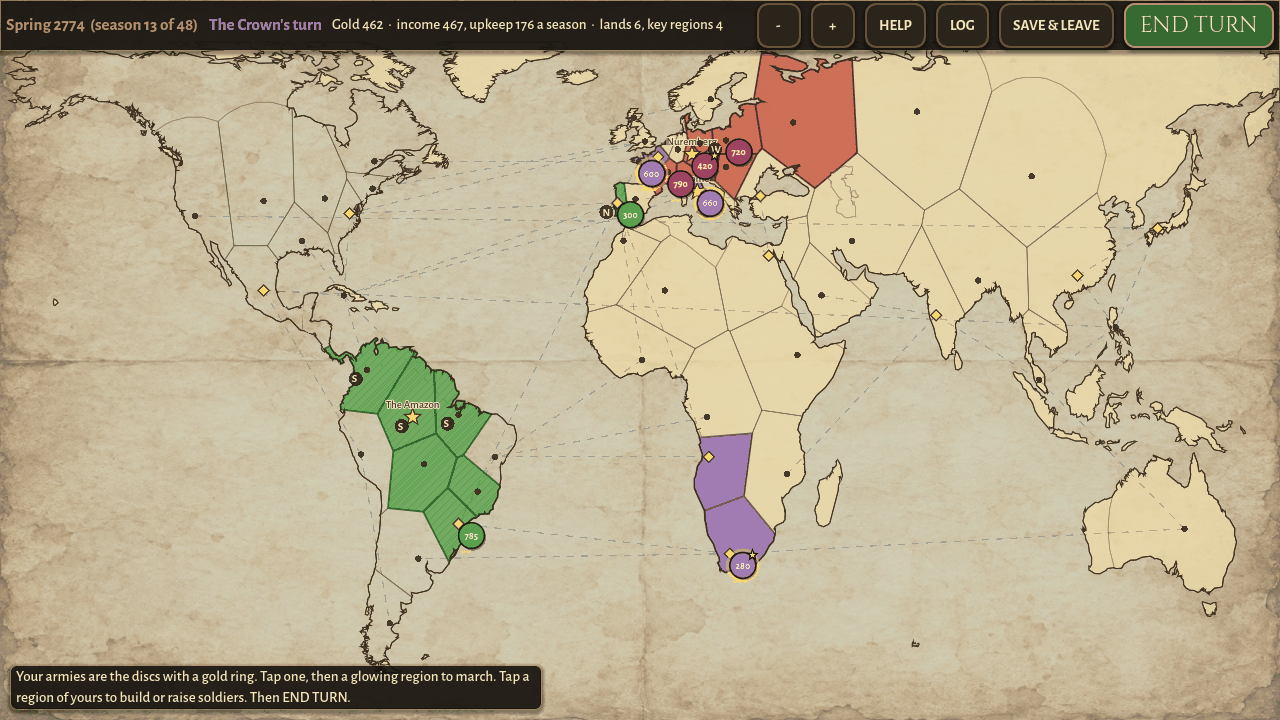 Spring 2774 (season 13 of 48) The Crown's turn Gold 462 · income 467, upkeep 176 a season · lands 6, key regions 4
- + HELP LOG SAVE & LEAVE END TURN
Nuremberg
W
720
420
600
790
660
N
300
S
The Amazon
S
S
785
280
Your armies are the discs with a gold ring. Tap one, then a glowing region to march. Tap a
region of yours to build or raise soldiers. Then END TURN.